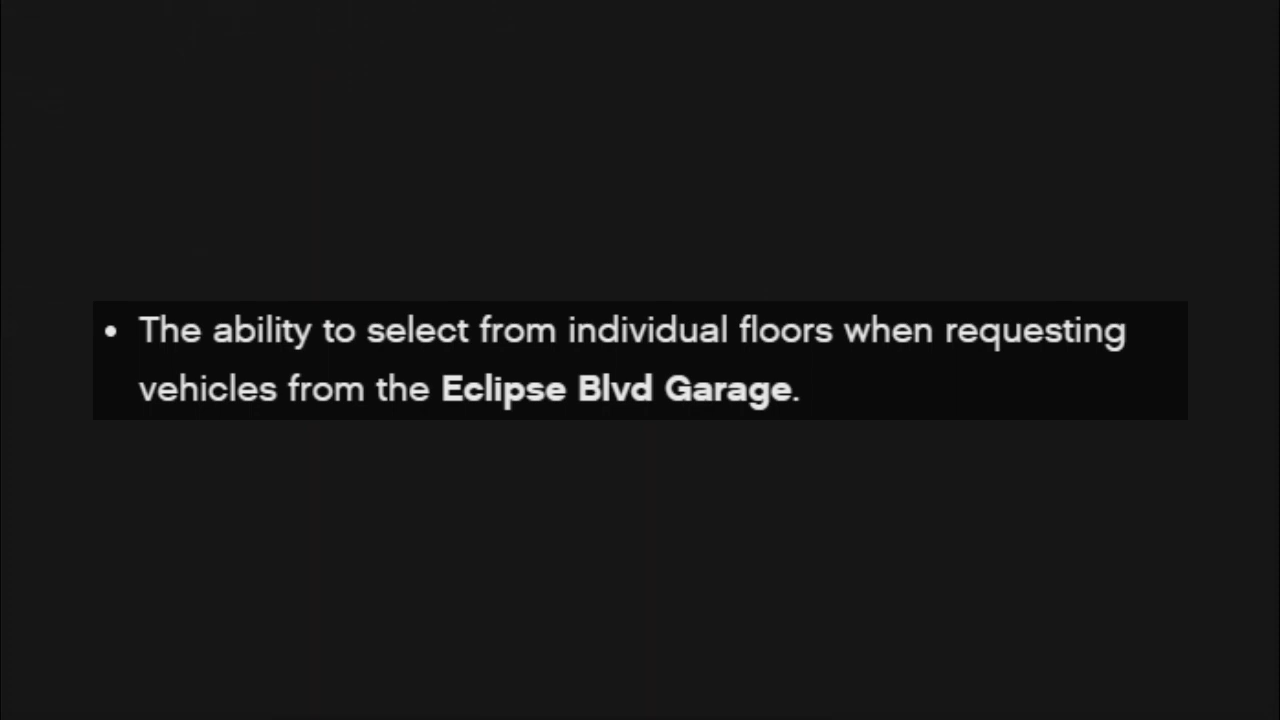 • The ability to select from individual floors when requesting
vehicles from the Eclipse Blvd Garage.